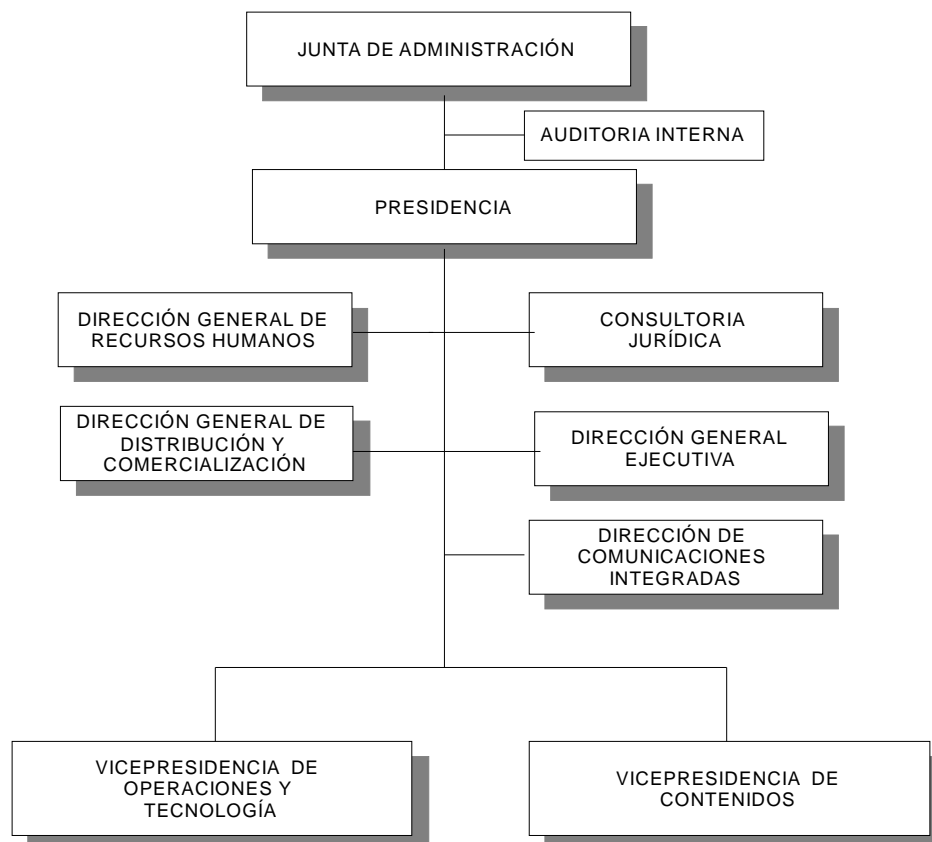 JUNTA DE ADMINISTRACIÓN
AUDITORIA INTERNA
PRESIDENCIA
DIRECCIÓN GENERAL DE
RECURSOS HUMANOS
CONSULTORIA
JURÍDICA
DIRECCIÓN GENERAL DE
DISTRIBUCIÓN Y
COMERCIALIZACIÓN
DIRECCIÓN GENERAL
EJECUTIVA
DIRECCIÓN DE
COMUNICACIONES
INTEGRADAS
VICEPRESIDENCIA DE
OPERACIONES Y
TECNOLOGÍA
VICEPRESIDENCIA DE
CONTENIDOS